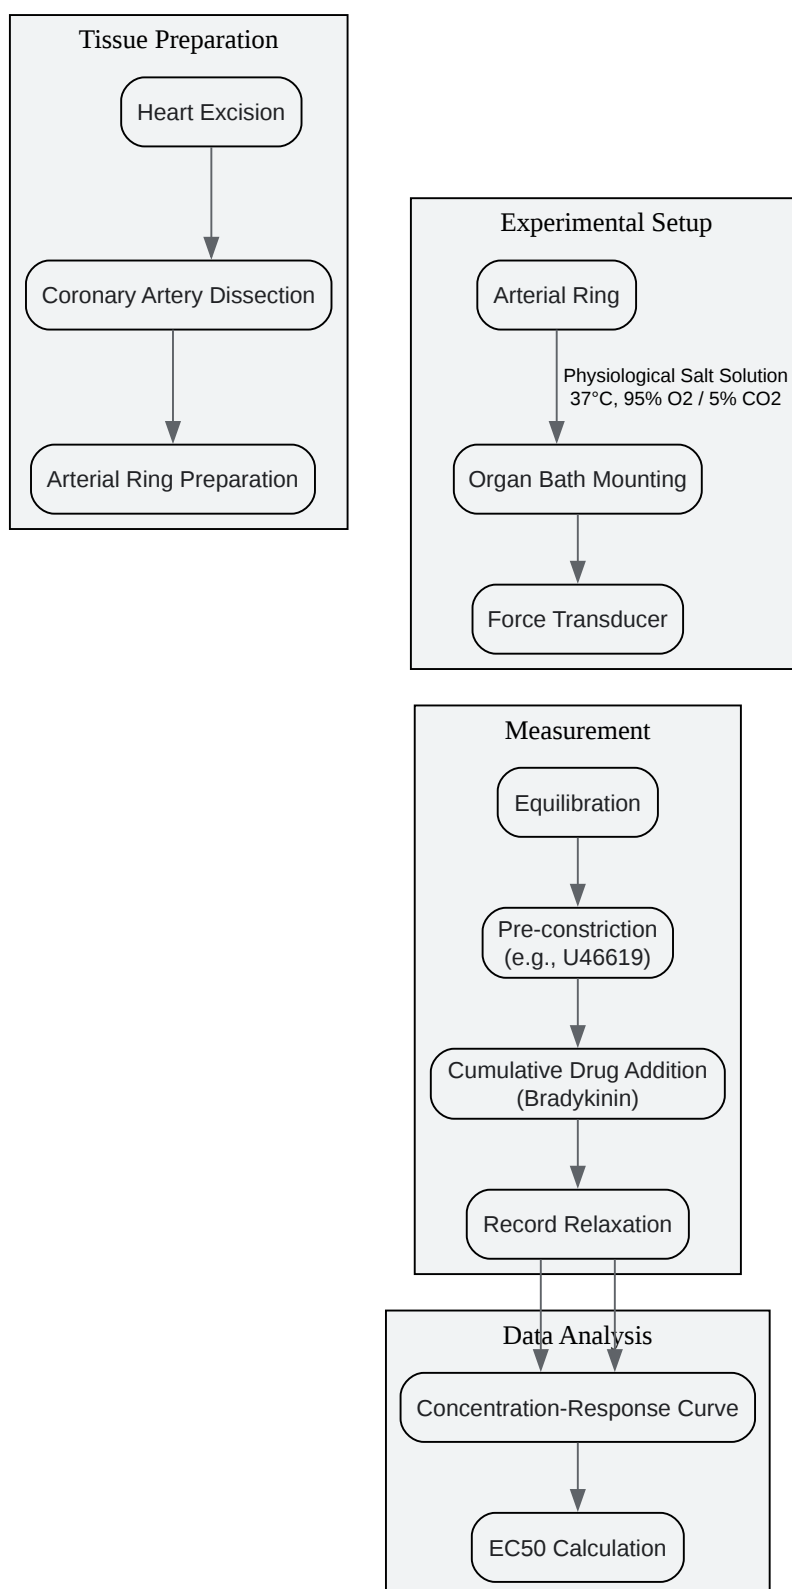 Tissue Preparation
Heart Excision
Coronary Artery Dissection
Arterial Ring Preparation
Experimental Setup
Arterial Ring
Physiological Salt Solution
37°C, 95% O2 / 5% CO2
Organ Bath Mounting
Force Transducer
Measurement
Equilibration
Pre-constriction
(e.g., U46619)
Cumulative Drug Addition
(Bradykinin)
Record Relaxation
Data Analysis
Concentration-Response Curve
EC50 Calculation